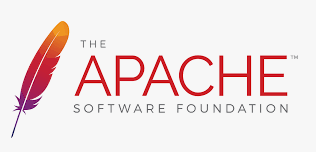 THE
APACHE™
SOFTWARE FOUNDATION